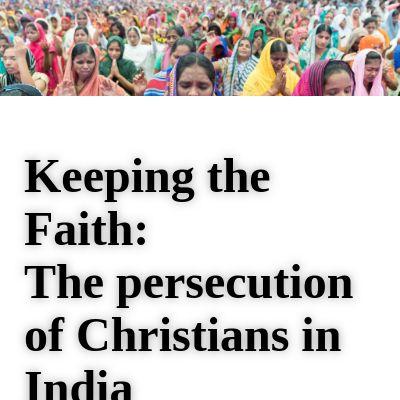 Keeping the
Faith:
The persecution
of Christians in
India